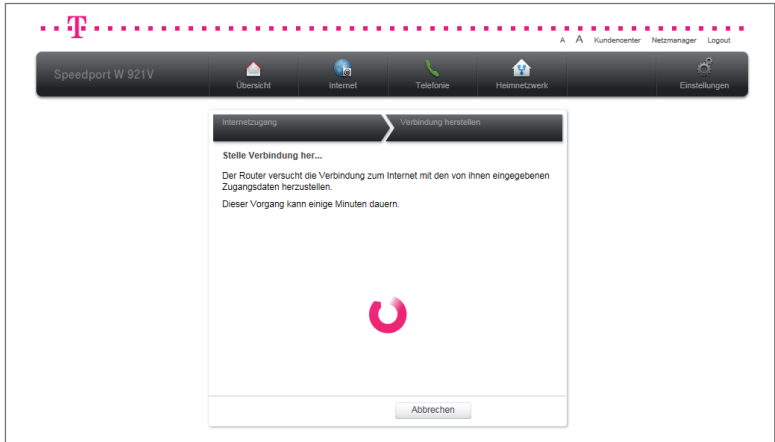 T
A A Kundencenter Netzmanager Logout
Speedport W 921V
Übersicht Internet Telefonie Heimnetzwerk Einstellungen
Internetzugang Verbindung herstellen
Stelle Verbindung her...
Der Router versucht die Verbindung zum Internet mit den von ihnen eingegebenen
Zugangsdaten herzustellen.
Dieser Vorgang kann einige Minuten dauern.
Abbrechen